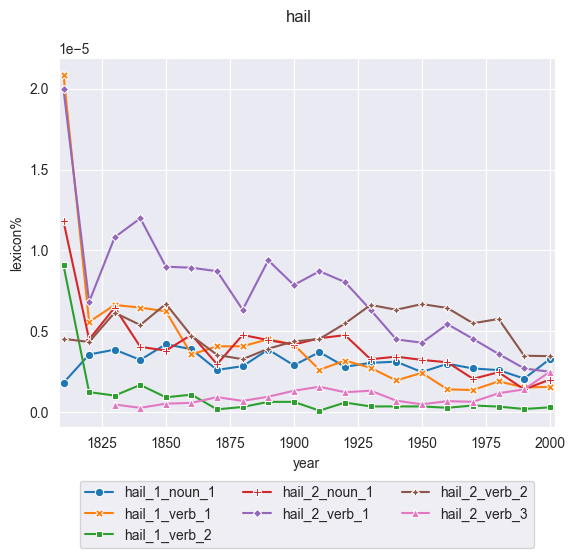 hail
1e−5
2.0
1.5
1.0
0.5
0.0
lexicon%
1825 1850 1875 1900 1925 1950 1975 2000
year
hail_1_noun_1 hail_2_noun_1 hail_2_verb_2
hail_1_verb_1 hail_2_verb_1 hail_2_verb_3
hail_1_verb_2